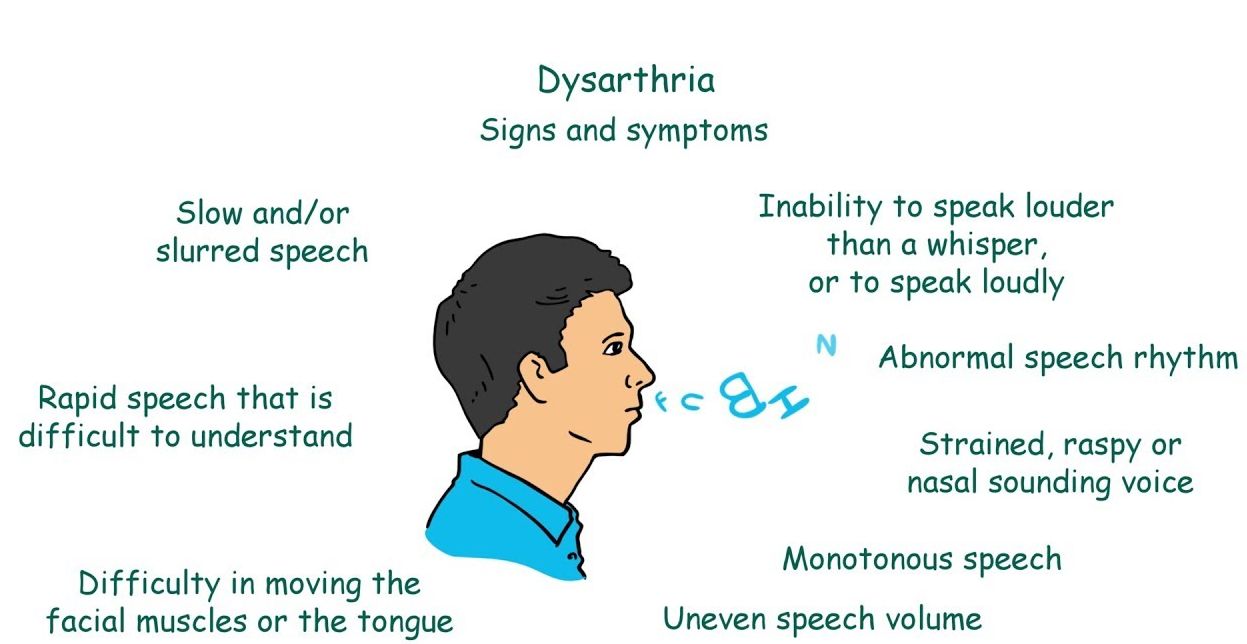 Dysarthria
Signs and symptoms
Slow and/or
slurred speech
Inability to speak louder
than a whisper,
or to speak loudly
N
Abnormal speech rhythm
F C B H
Rapid speech that is
difficult to understand
Strained, raspy or
nasal sounding voice
Monotonous speech
Difficulty in moving the
facial muscles or the tongue
Uneven speech volume